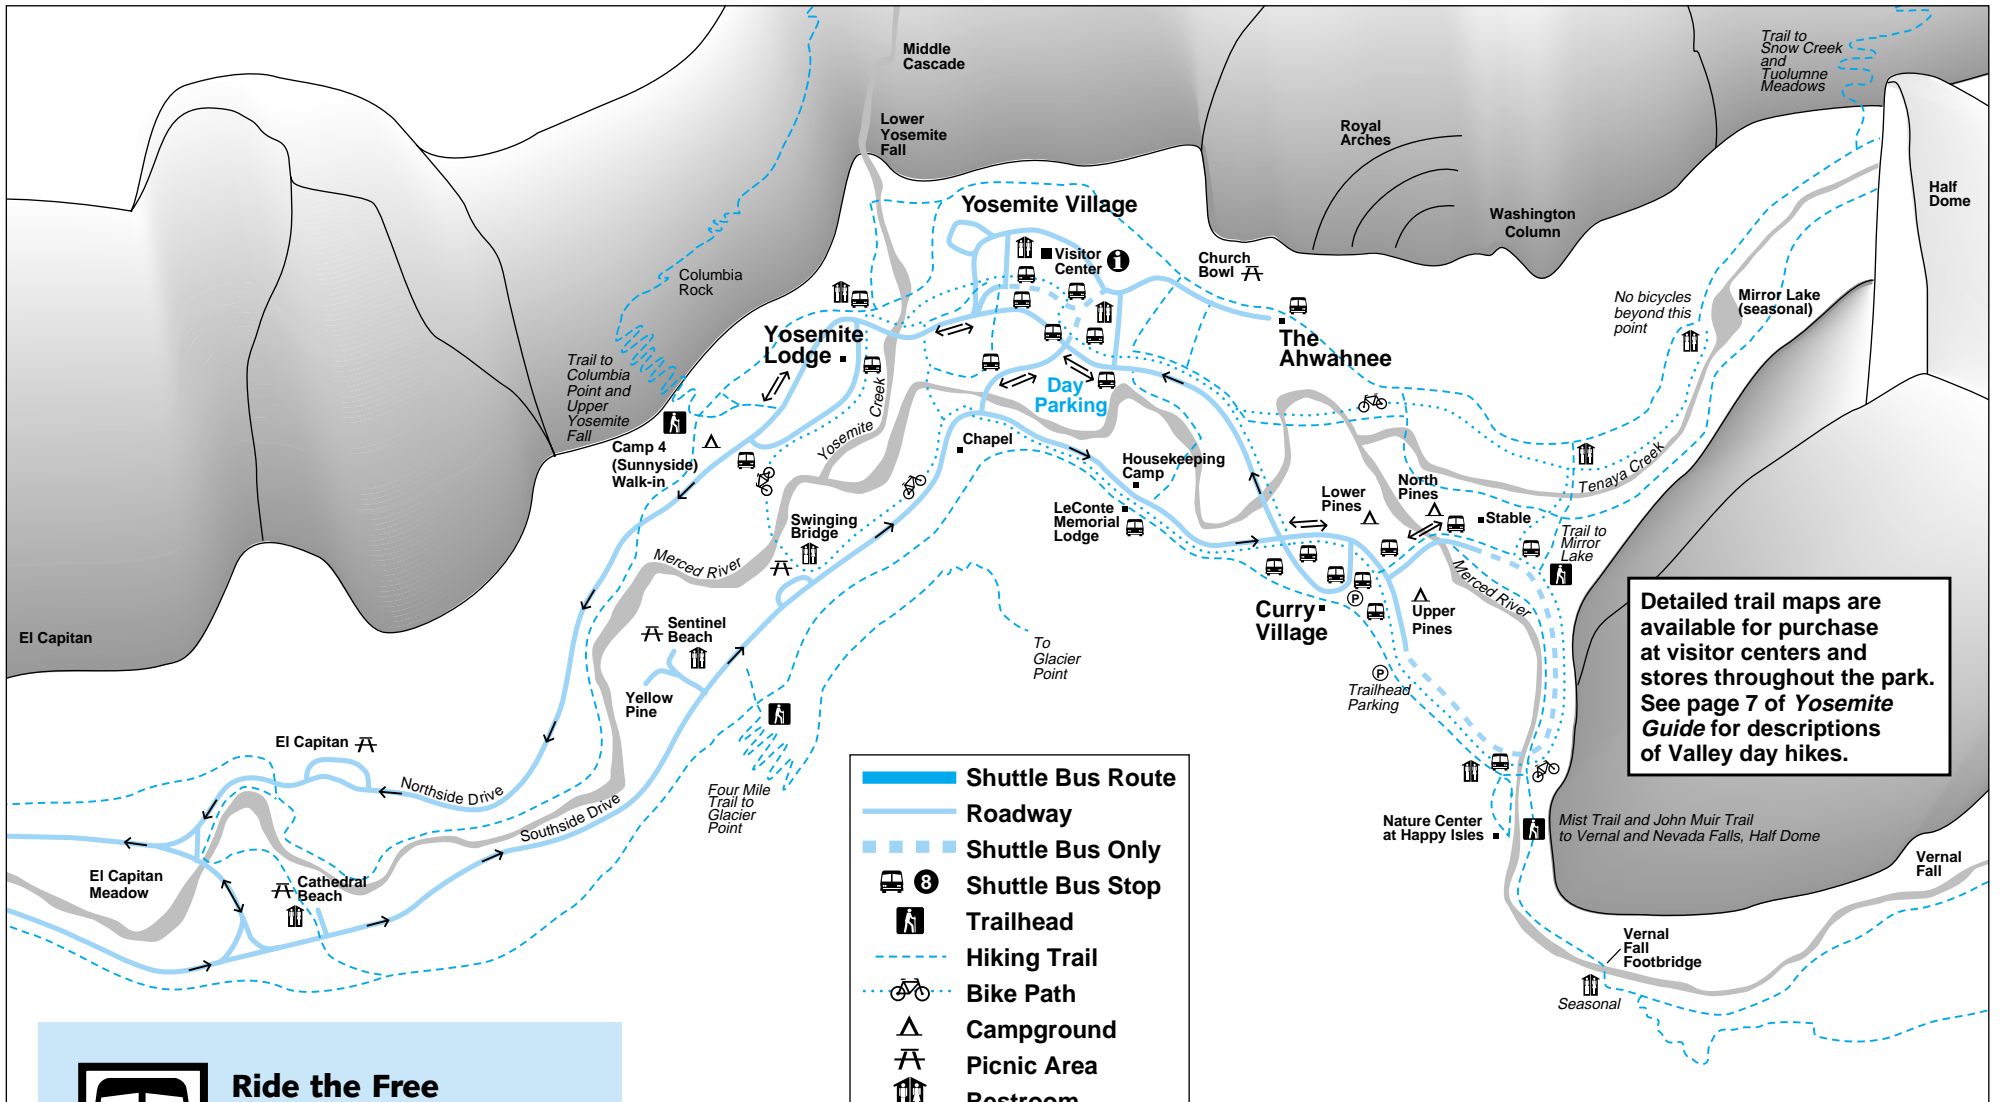 Middle
Cascade
Trail to
Snow Creek
and
Tuolumne
Meadows
Lower
Yosemite
Fall
Royal
Arches
Half
Dome
Yosemite Village
Washington
Column
Visitor
Center
i
Church
Bowl
Columbia
Rock
No bicycles
beyond this
point
Mirror Lake
(seasonal)
Yosemite
Lodge
The
Ahwahnee
Trail to
Columbia
Point and
Upper
Yosemite
Fall
Day
Parking
Yosemite Creek
Camp 4
(Sunnyside)
Walk-in
Chapel
Housekeeping
Camp
Lower
Pines
North
Pines
Tenaya Creek
LeConte
Memorial
Lodge
Stable
Swinging
Bridge
Trail to
Mirror
Lake
Merced River
Merced River
P
Curry
Village
Upper
Pines
Detailed trail maps are
available for purchase
at visitor centers and
stores throughout the park.
See page 7 of Yosemite
Guide for descriptions
of Valley day hikes.
El Capitan
Sentinel
Beach
To
Glacier
Point
P
Trailhead
Parking
Yellow
Pine
El Capitan
Northside Drive
Southside Drive
Four Mile
Trail to
Glacier
Point
Nature Center
at Happy Isles
Mist Trail and John Muir Trail
to Vernal and Nevada Falls, Half Dome
Vernal
Fall
El Capitan
Meadow
Cathedral
Beach
Vernal
Fall
Footbridge
Seasonal
Shuttle Bus Route
Roadway
Shuttle Bus Only
8 Shuttle Bus Stop
Trailhead
Hiking Trail
Bike Path
Campground
Picnic Area
Restroom
Ride the Free